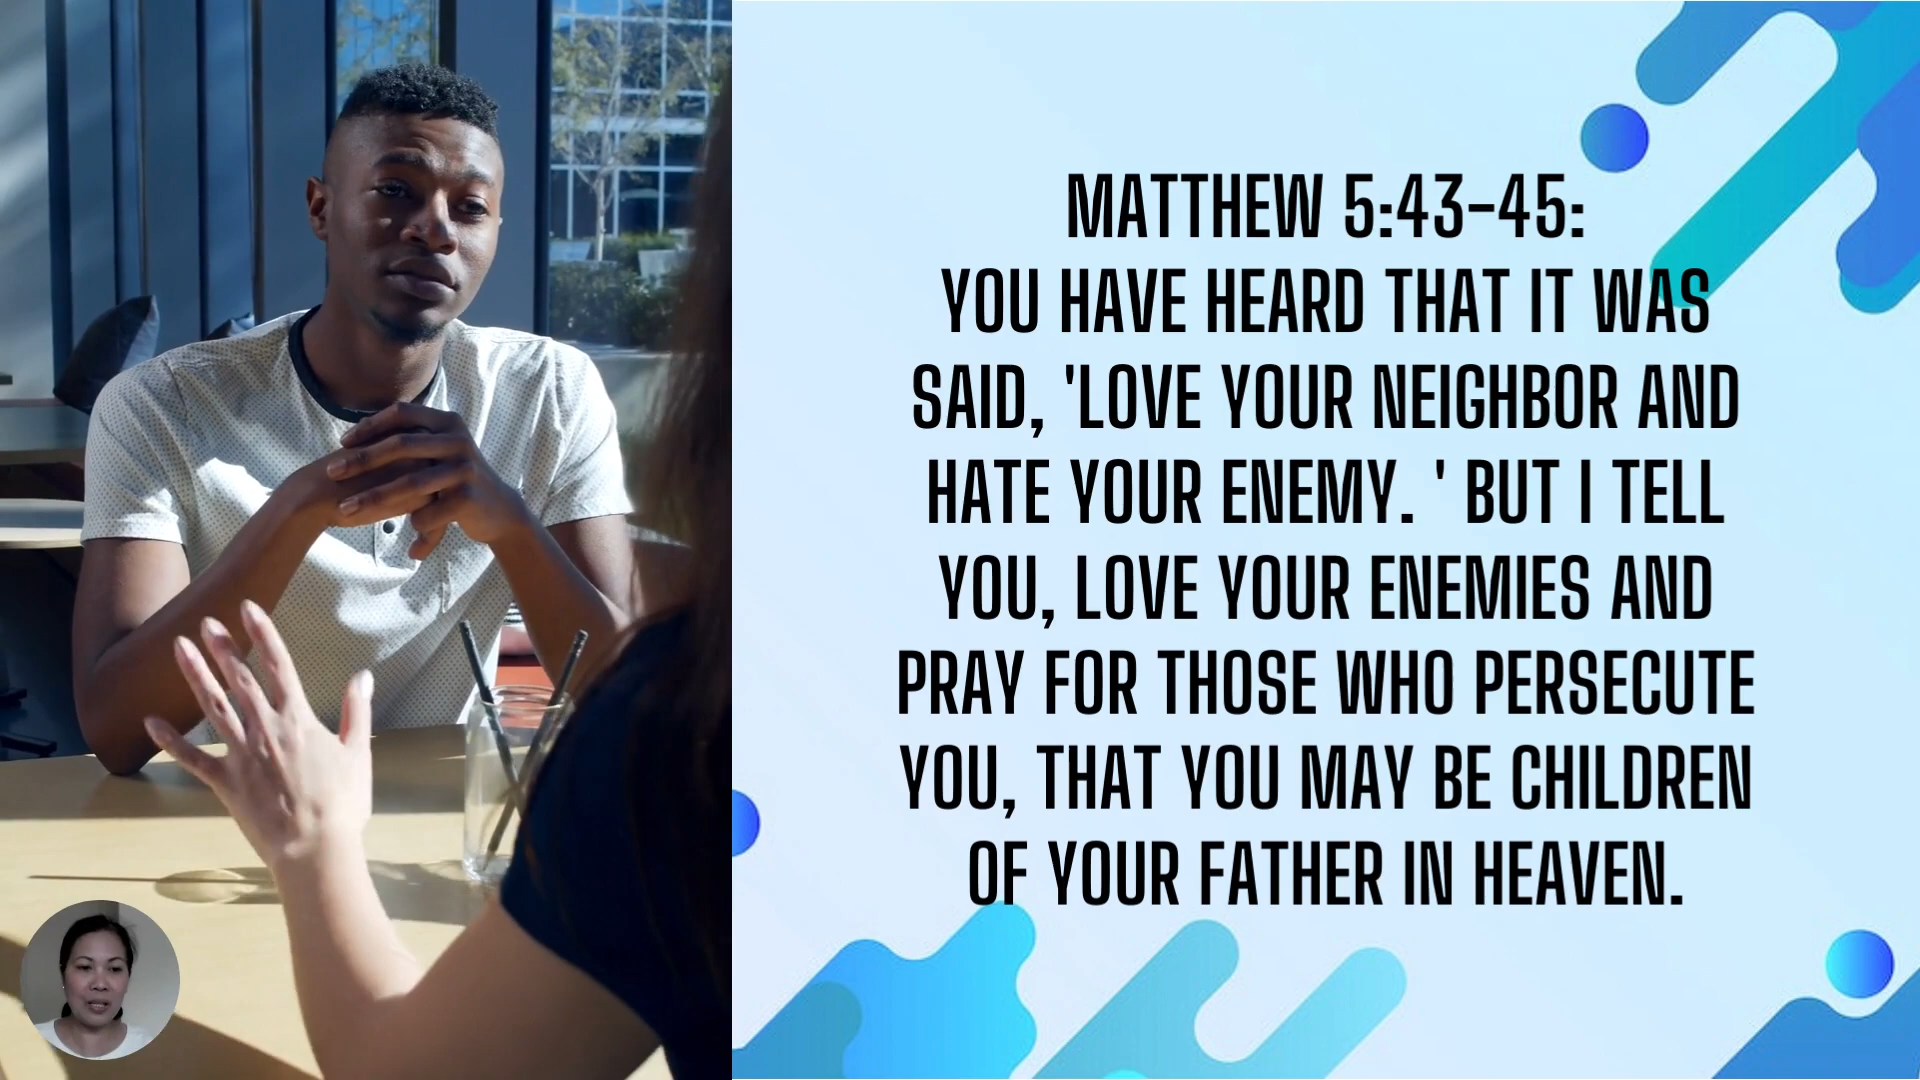 MATTHEW 5:43-45:
YOU HAVE HEARD THAT IT WAS
SAID, 'LOVE YOUR NEIGHBOR AND
HATE YOUR ENEMY. ' BUT I TELL
YOU, LOVE YOUR ENEMIES AND
PRAY FOR THOSE WHO PERSECUTE
YOU, THAT YOU MAY BE CHILDREN
OF YOUR FATHER IN HEAVEN.